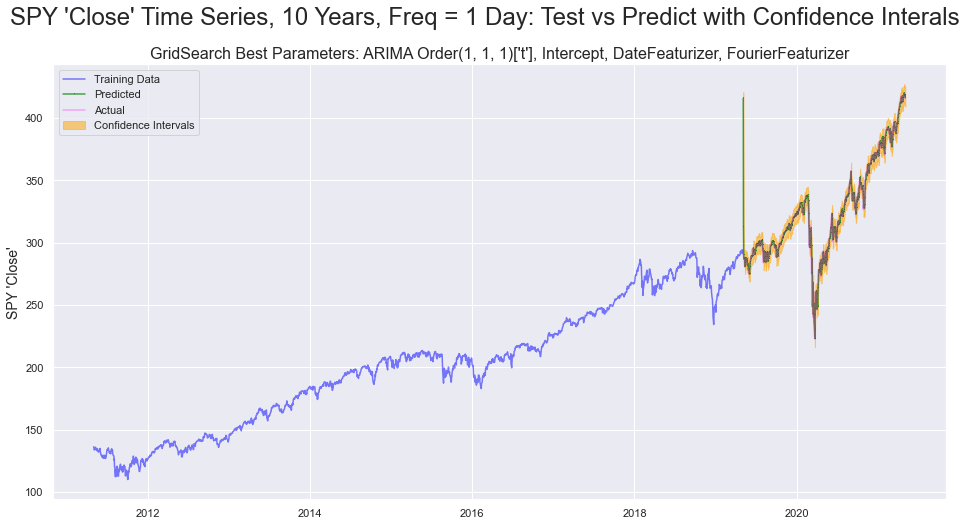 SPY 'Close' Time Series, 10 Years, Freq = 1 Day: Test vs Predict with Confidence Interals
GridSearch Best Parameters: ARIMA Order(1, 1, 1)['t'], Intercept, DateFeaturizer, FourierFeaturizer
Training Data
Predicted
Actual
Confidence Intervals
SPY 'Close'
400
350
300
250
200
150
100
2012
2014
2016
2018
2020